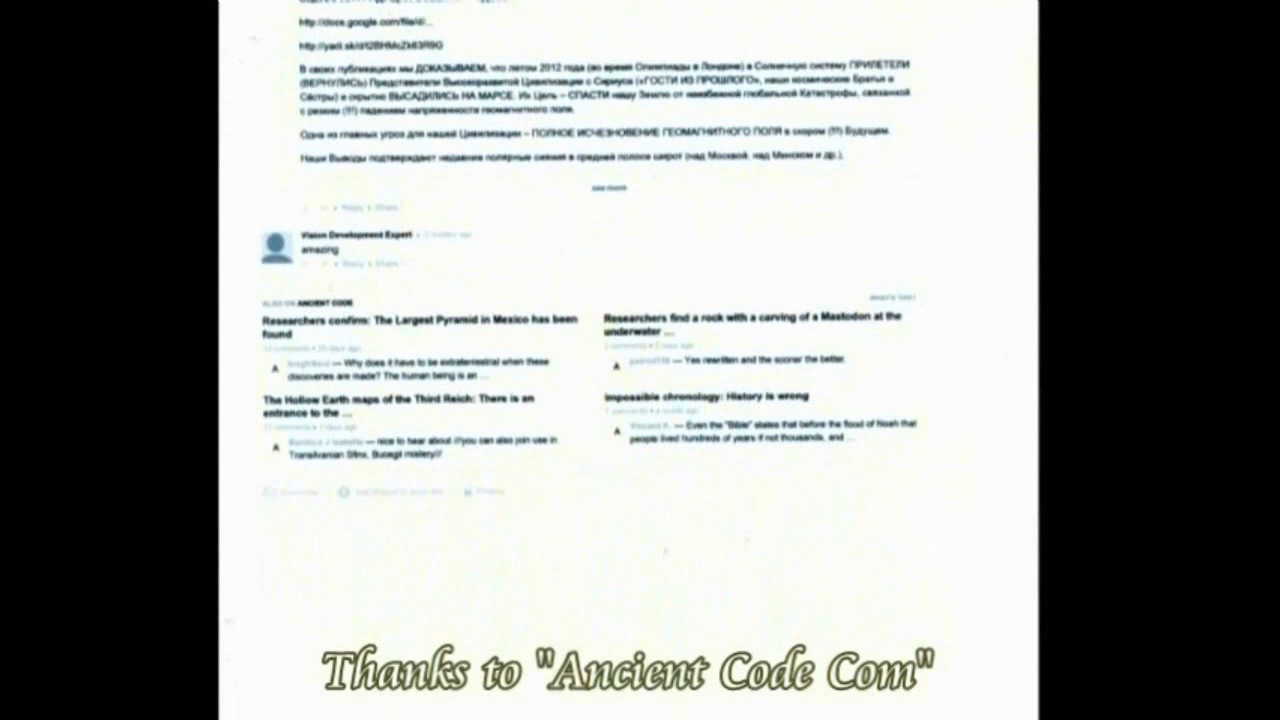 http://docs.google.com/file/d/...
В своих публикациях мы ДОКАЗЫВАЕМ, что летом 2012 года (во время Олимпиады в Лондоне) в Солнечную систему ПРИЛЕТЕЛИ
(ВЕРНУЛИСЬ) Представители Высокоразвитой Цивилизации с Сириуса («ГОСТИ ИЗ ПРОШЛОГО», наши космические Братья и
Сёстры) и скрытно ВЫСАДИЛИСЬ НА МАРСЕ. Их Цель – СПАСТИ нашу Землю от неизбежной глобальной Катастрофы, связанной
с резким (!!!) падением напряженности геомагнитного поля.
Одна из главных угроз для нашей Цивилизации – ПОЛНОЕ ИСЧЕЗНОВЕНИЕ ГЕОМАГНИТНОГО ПОЛЯ в скором (!!!) Будущем.
Наши Выводы подтверждают недавние полярные сияния в средней полосе широт (над Москвой, над Минском и др.).
see more
Reply • Share
Vision Development Expert • 2 months ago
amazing
Reply • Share
ALSO ON ANCIENT CODE
WHAT'S THIS?
Researchers confirm: The Largest Pyramid in Mexico has been
found
— Why does it have to be extraterrestrial when these
discoveries are made? The human being is an ...
The Hollow Earth maps of the Third Reich: There is an
entrance to the ...
— nice to hear about it!you can also join use in
Transilvanian Sfinx, Bucegit mistery!!!
Researchers find a rock with a carving of a Mastodon at the
underwater ...
— Yes rewritten and the sooner the better.
Impossible chronology: History is wrong
Vincent A. — Even the "Bible" states that before the flood of Noah that
people lived hundreds of years if not thousands, and ...
Thanks to "Ancient Code Com"